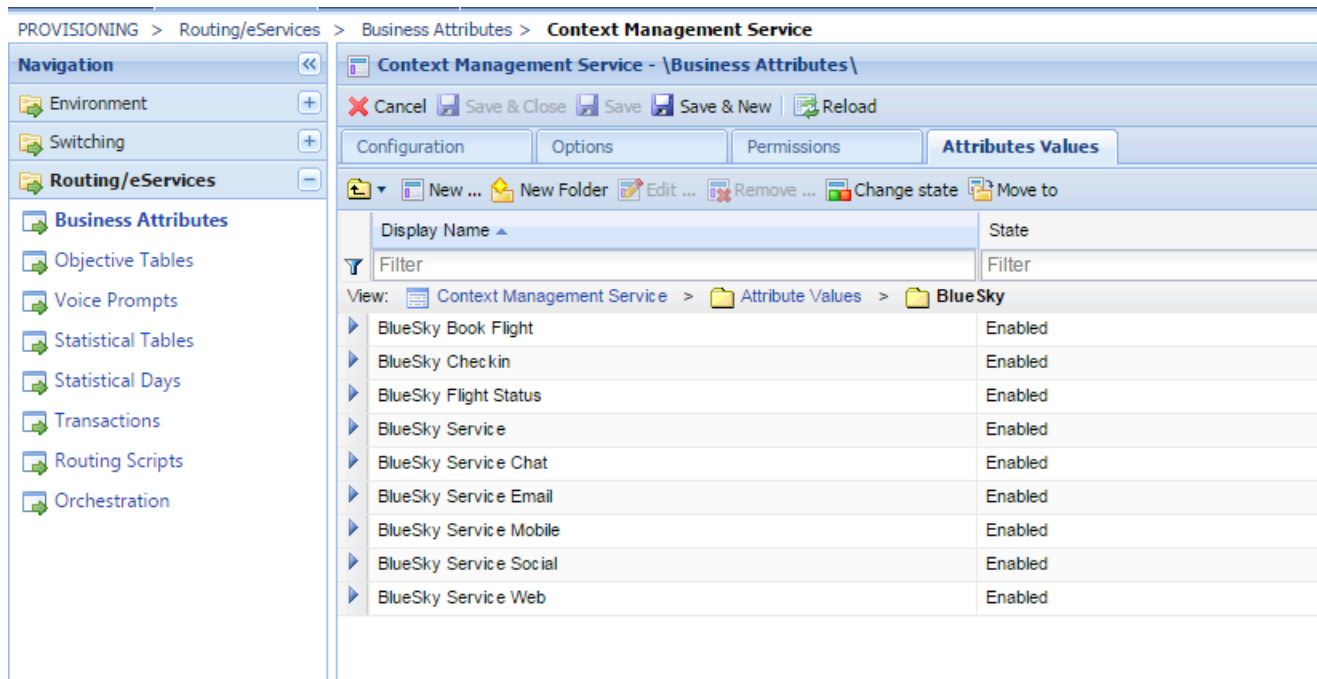 PROVISIONING > Routing/eServices > Business Attributes > Context Management Service
Navigation
Environment
Switching
Routing/eServices
Business Attributes
Objective Tables
Voice Prompts
Statistical Tables
Statistical Days
Transactions
Routing Scripts
Orchestration
Context Management Service - \Business Attributes\
Cancel Save & Close Save Save & New Reload
Configuration Options Permissions Attributes Values
New ... New Folder Edit ... Remove ... Change state Move to
Display Name State
Filter Filter
View: Context Management Service > Attribute Values > BlueSky
BlueSky Book Flight Enabled
BlueSky Checkin Enabled
BlueSky Flight Status Enabled
BlueSky Service Enabled
BlueSky Service Chat Enabled
BlueSky Service Email Enabled
BlueSky Service Mobile Enabled
BlueSky Service Social Enabled
BlueSky Service Web Enabled